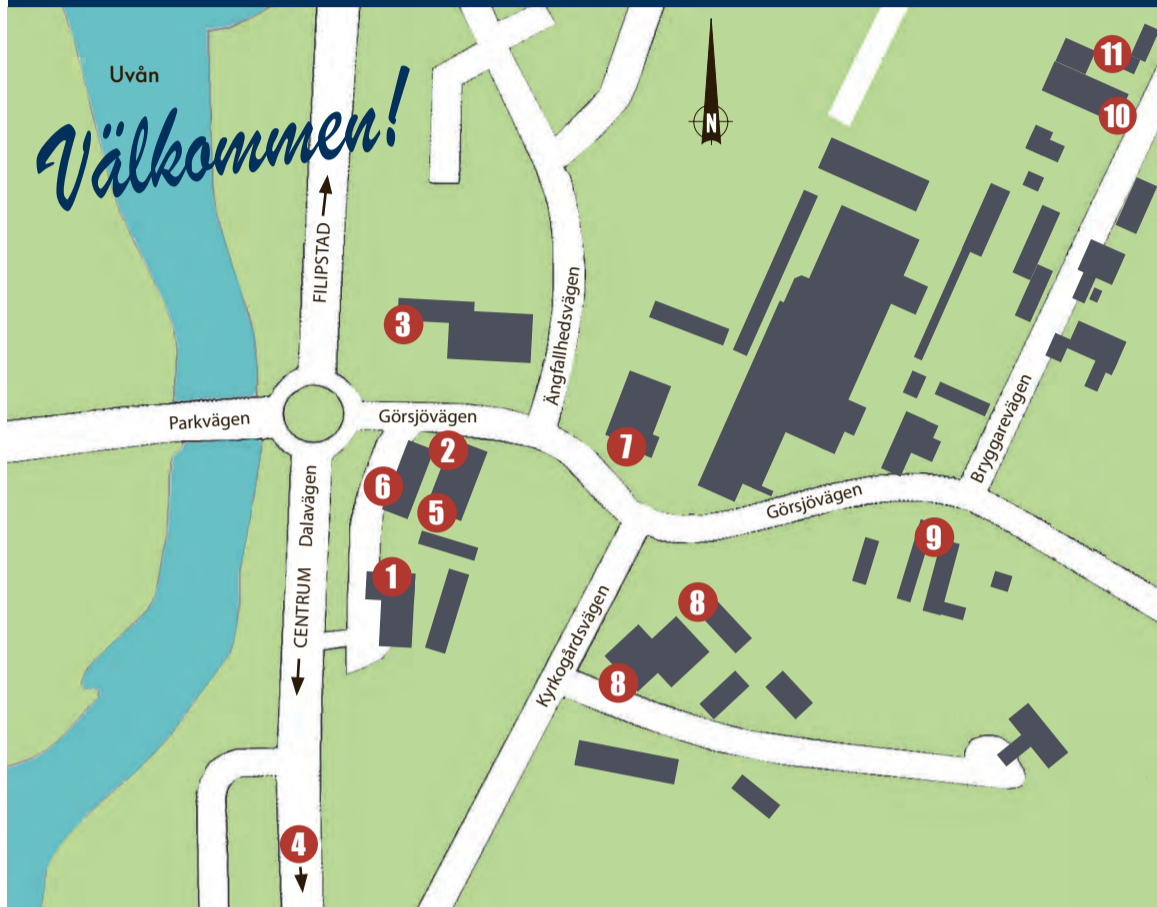 Uvån
Välkommen!
N
11
10
FILIPSTAD
3
Ängfallhedsvägen
Parkvägen
Görsjövägen
2
7
6
5
Bryggarevägen
Görsjövägen
CENTRUM Dalavägen
9
1
8
Kyrkogårdsvägen
8
4